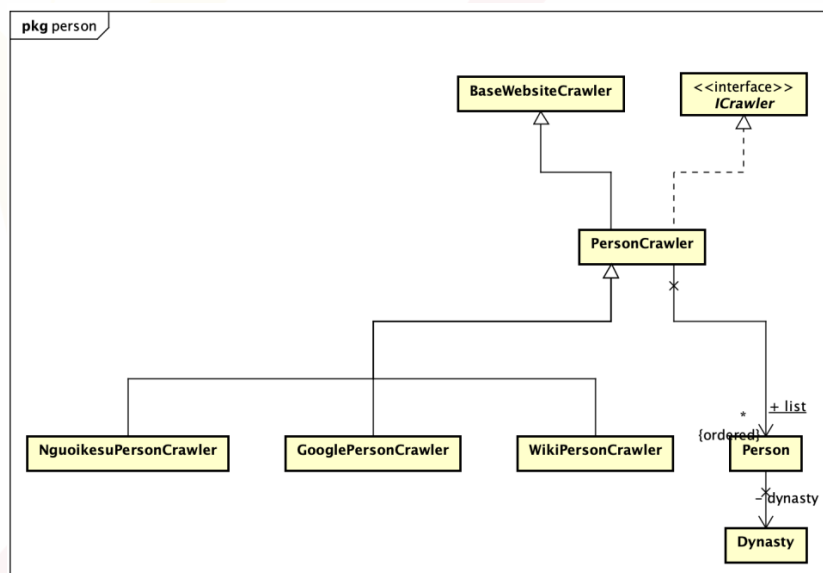 pkg person
BaseWebsiteCrawler
<<interface>>
ICrawler
PersonCrawler
+ list
*
{ordered}
NguoikesuPersonCrawler
GooglePersonCrawler
WikiPersonCrawler
Person
- dynasty
Dynasty